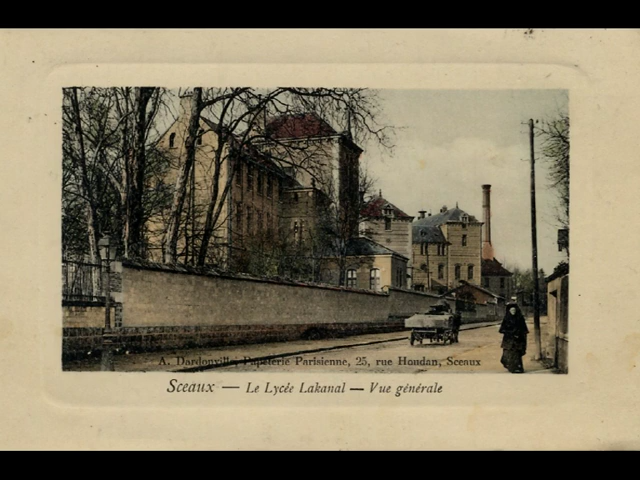 A. Dardonville, Papeterie Parisienne, 25, rue Houdan, Sceaux
Sceaux — Le Lycée Lakanal — Vue générale